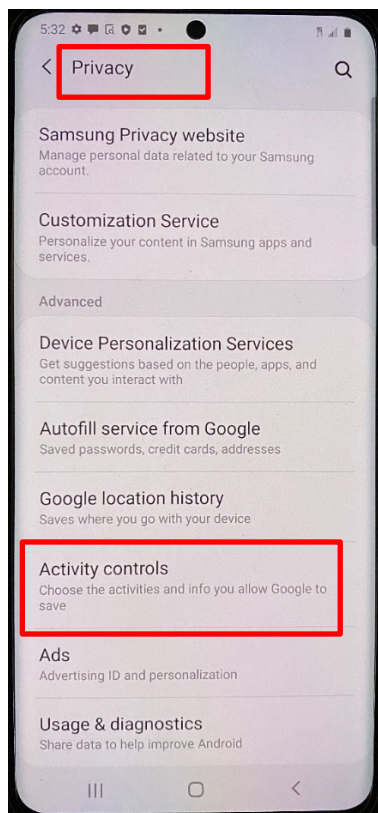 5:32
Privacy
Samsung Privacy website
Manage personal data related to your Samsung
account.
Customization Service
Personalize your content in Samsung apps and
services.
Advanced
Device Personalization Services
Get suggestions based on the people, apps, and
content you interact with
Autofill service from Google
Saved passwords, credit cards, addresses
Google location history
Saves where you go with your device
Activity controls
Choose the activities and info you allow Google to
save
Ads
Advertising ID and personalization
Usage & diagnostics
Share data to help improve Android